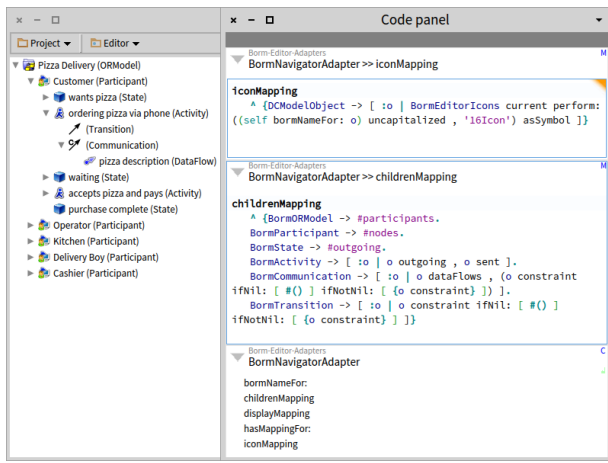 Project
Editor
Pizza Delivery (ORModel)
Customer (Participant)
wants pizza (State)
ordering pizza via phone (Activity)
(Transition)
(Communication)
pizza description (DataFlow)
waiting (State)
accepts pizza and pays (Activity)
purchase complete (State)
Operator (Participant)
Kitchen (Participant)
Delivery Boy (Participant)
Cashier (Participant)
Code panel
Borm-Editor-Adapters
M
BormNavigatorAdapter >> iconMapping
iconMapping
^ {DCModelObject -> [ :o | BormEditorIcons current perform:
((self bormNameFor: o) uncapitalized , '16Icon') asSymbol ]}
Borm-Editor-Adapters
M
BormNavigatorAdapter >> childrenMapping
childrenMapping
^ {BormORModel -> #participants.
BormParticipant -> #nodes.
BormState -> #outgoing.
BormActivity -> [ :o | o outgoing , o sent ].
BormCommunication -> [ :o | o dataFlows , (o constraint
ifNil: [ #() ] ifNotNil: [ {o constraint} ]) ].
BormTransition -> [ :o | o constraint ifNil: [ #() ]
ifNotNil: [ {o constraint} ] ]}
Borm-Editor-Adapters
C
BormNavigatorAdapter
bormNameFor:
childrenMapping
displayMapping
hasMappingFor:
iconMapping